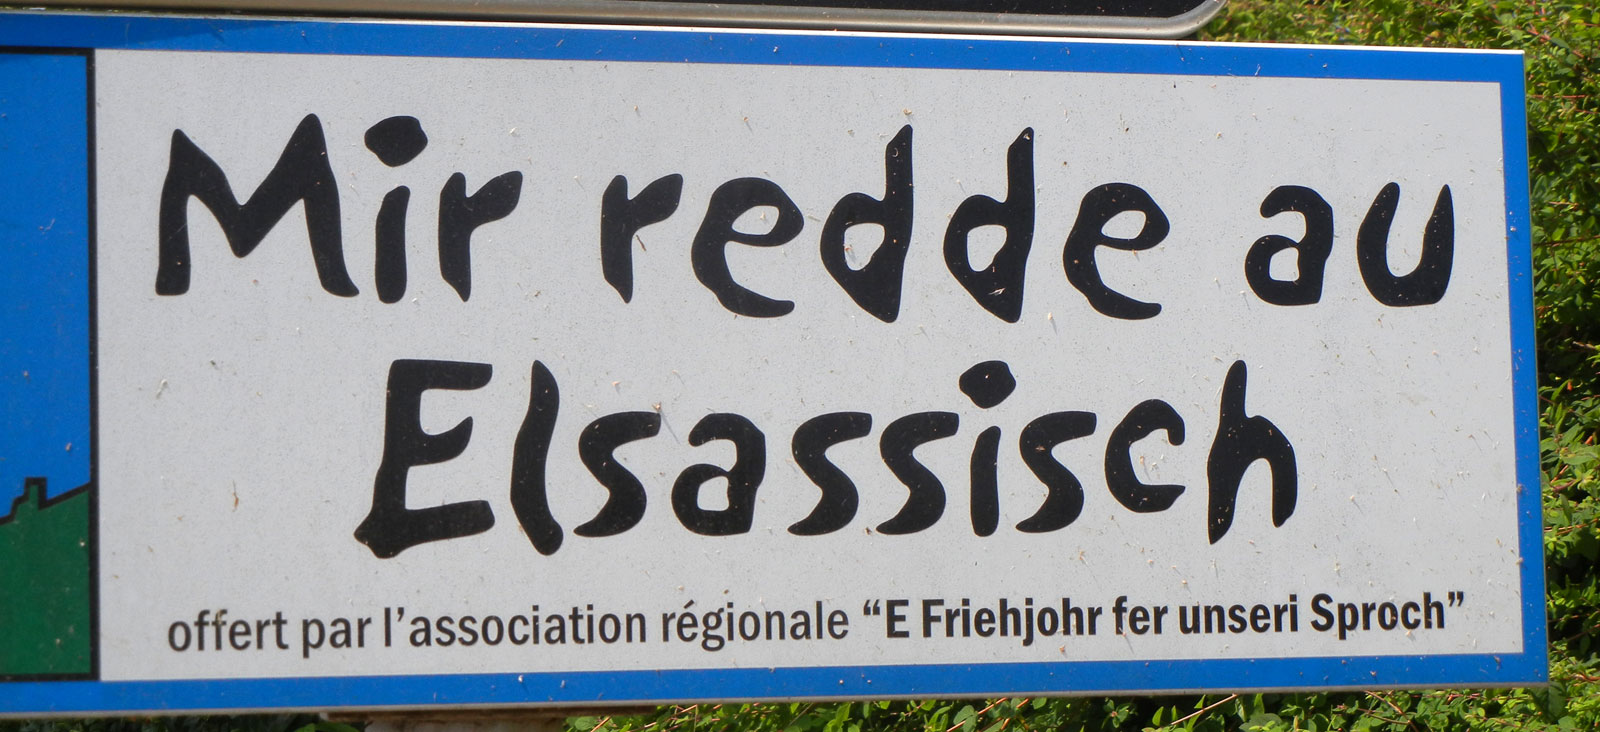 Mir redde au
Elsassisch
offert par l'association régionale “E Friehjohr fer unseri Sproch”